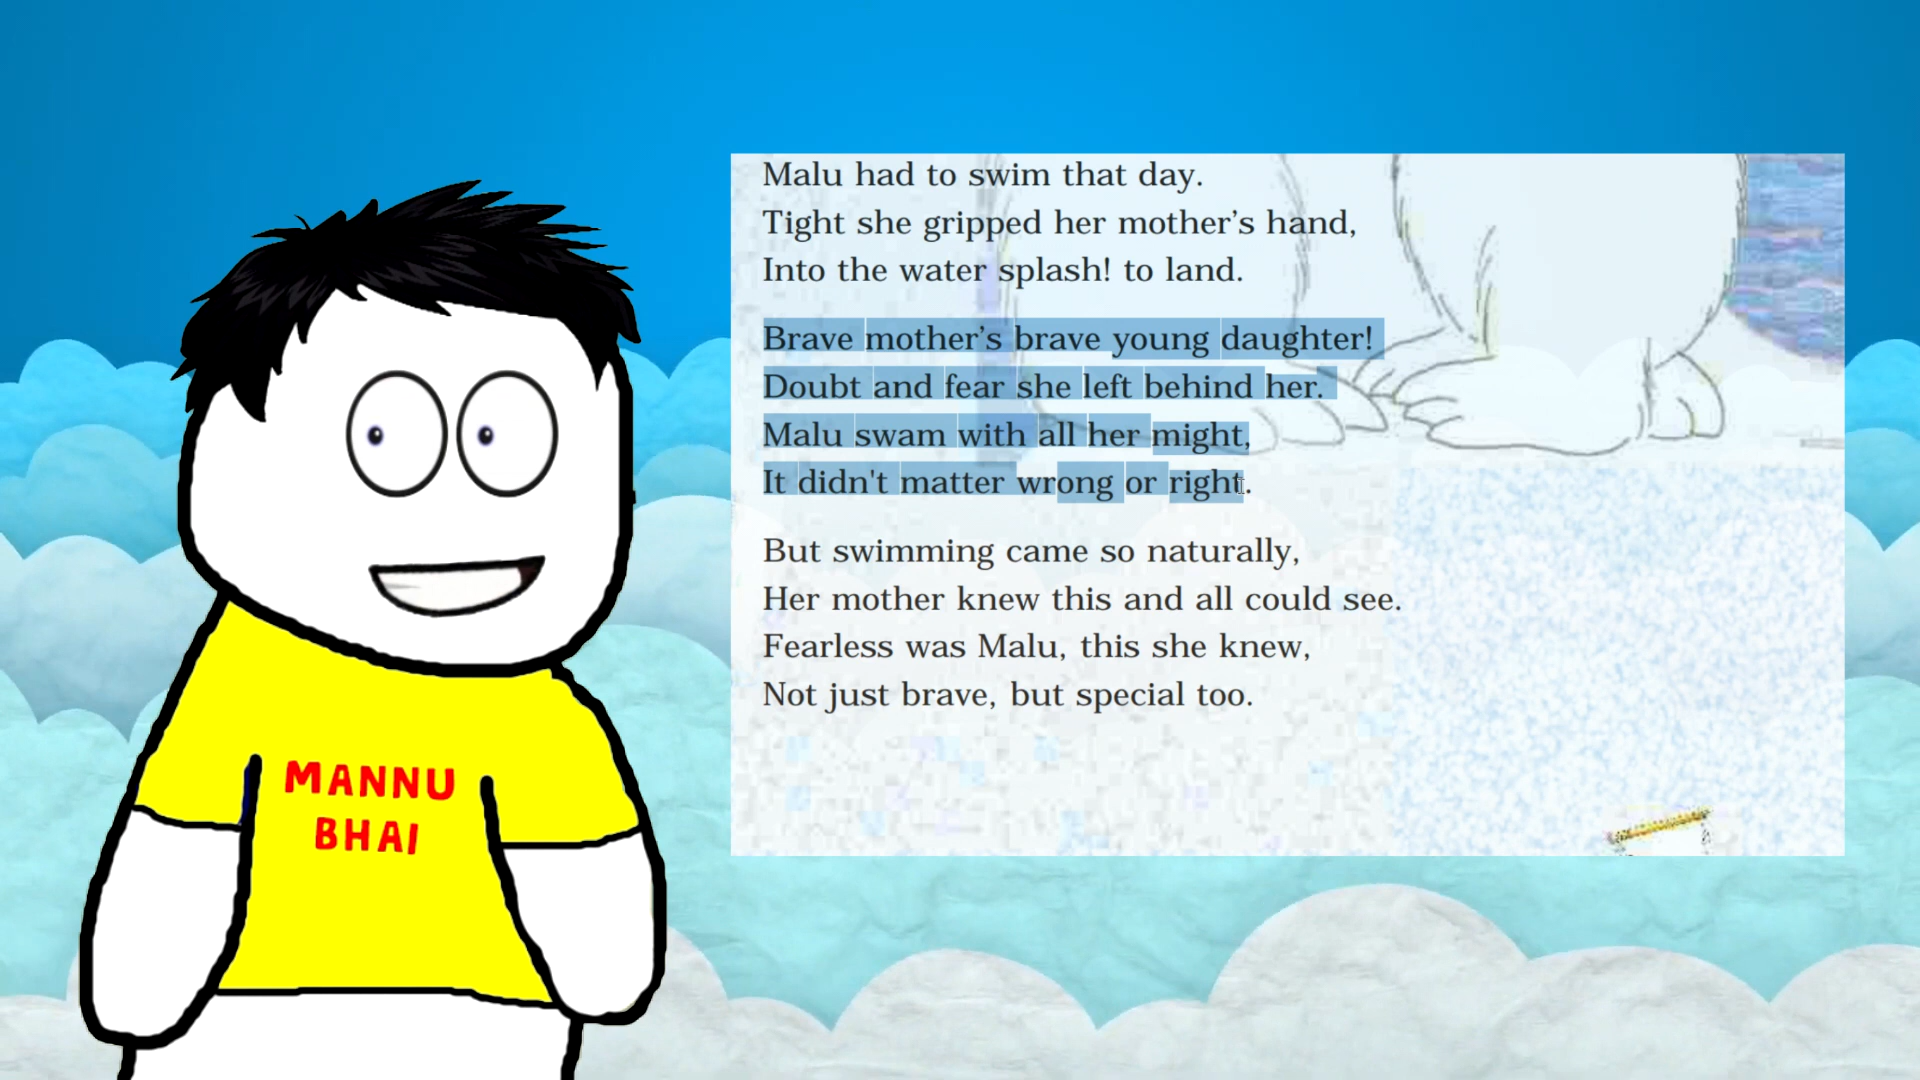 MANNU
BHAI
Malu had to swim that day.
Tight she gripped her mother’s hand,
Into the water splash! to land.
Brave mother’s brave young daughter!
Doubt and fear she left behind her.
Malu swam with all her might,
It didn't matter wrong or right.
But swimming came so naturally,
Her mother knew this and all could see.
Fearless was Malu, this she knew,
Not just brave, but special too.